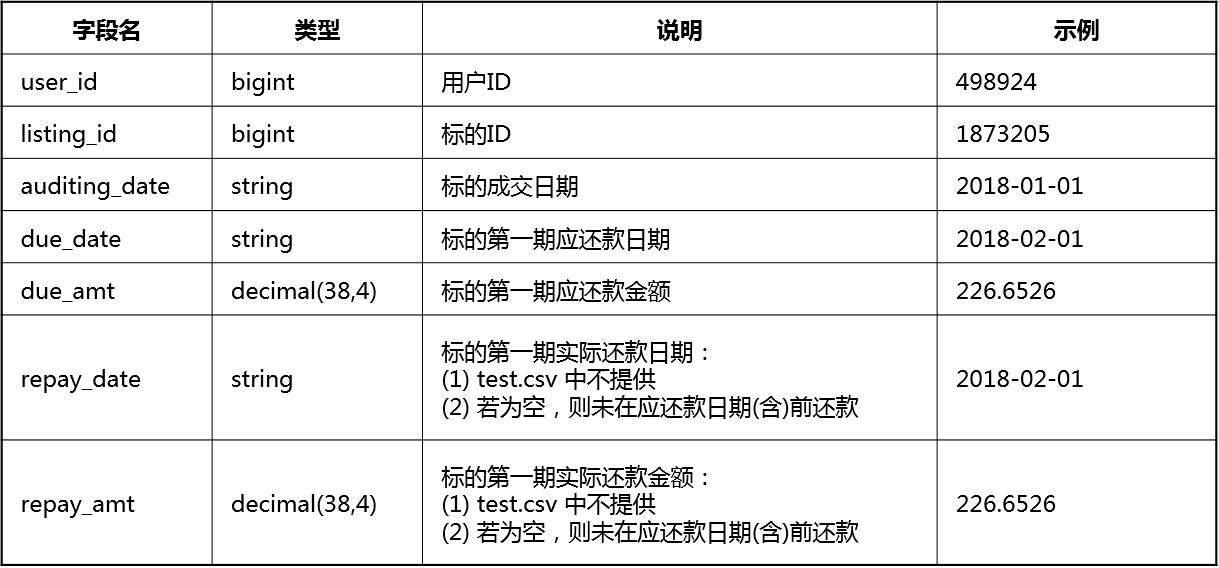 字段名 类型 说明 示例
user_id bigint 用户ID 498924
listing_id bigint 标的ID 1873205
auditing_date string 标的成交日期 2018-01-01
due_date string 标的第一期应还款日期 2018-02-01
due_amt decimal(38,4) 标的第一期应还款金额 226.6526
标的第一期实际还款日期：
repay_date string (1) test.csv 中不提供 2018-02-01
(2) 若为空，则未在应还款日期(含)前还款
标的第一期实际还款金额：
repay_amt decimal(38,4) (1) test.csv 中不提供 226.6526
(2) 若为空，则未在应还款日期(含)前还款